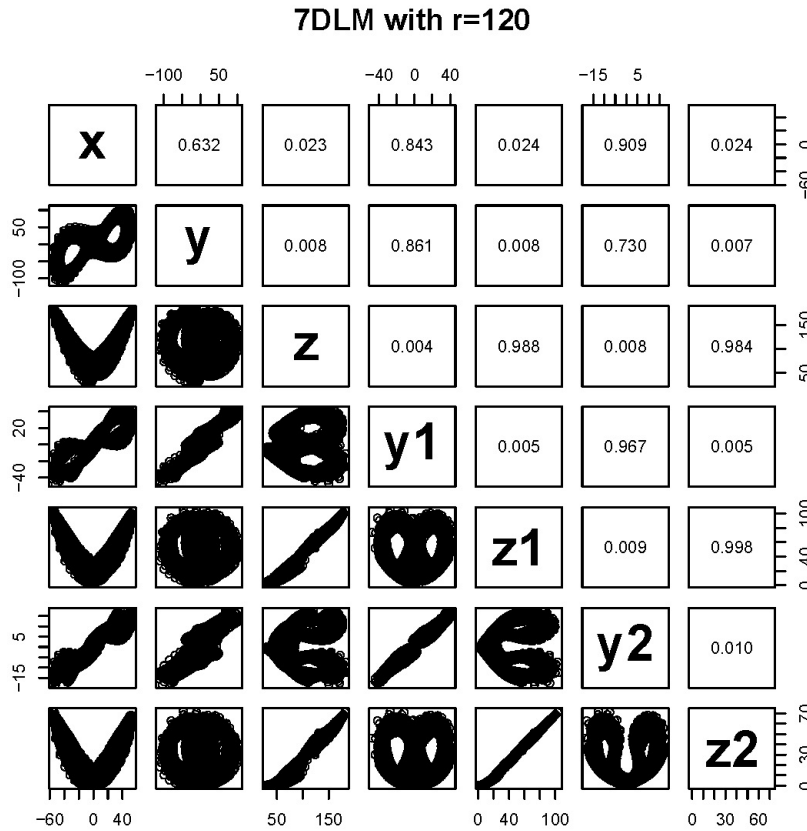 7DLM with r=120
−100 50 −40 0 40 −15 5
x 0.632 0.023 0.843 0.024 0.909 0.024
−60 0
y 0.008 0.861 0.008 0.730 0.007
−100 50
z 0.004 0.988 0.008 0.984
50 150
y1 0.005 0.967 0.005
−40 20
z1 0.009 0.998
0 40 100
y2 0.010
−15 5
z2
0 30 70
−60 0 40 50 150 0 40 100 0 20 40 60